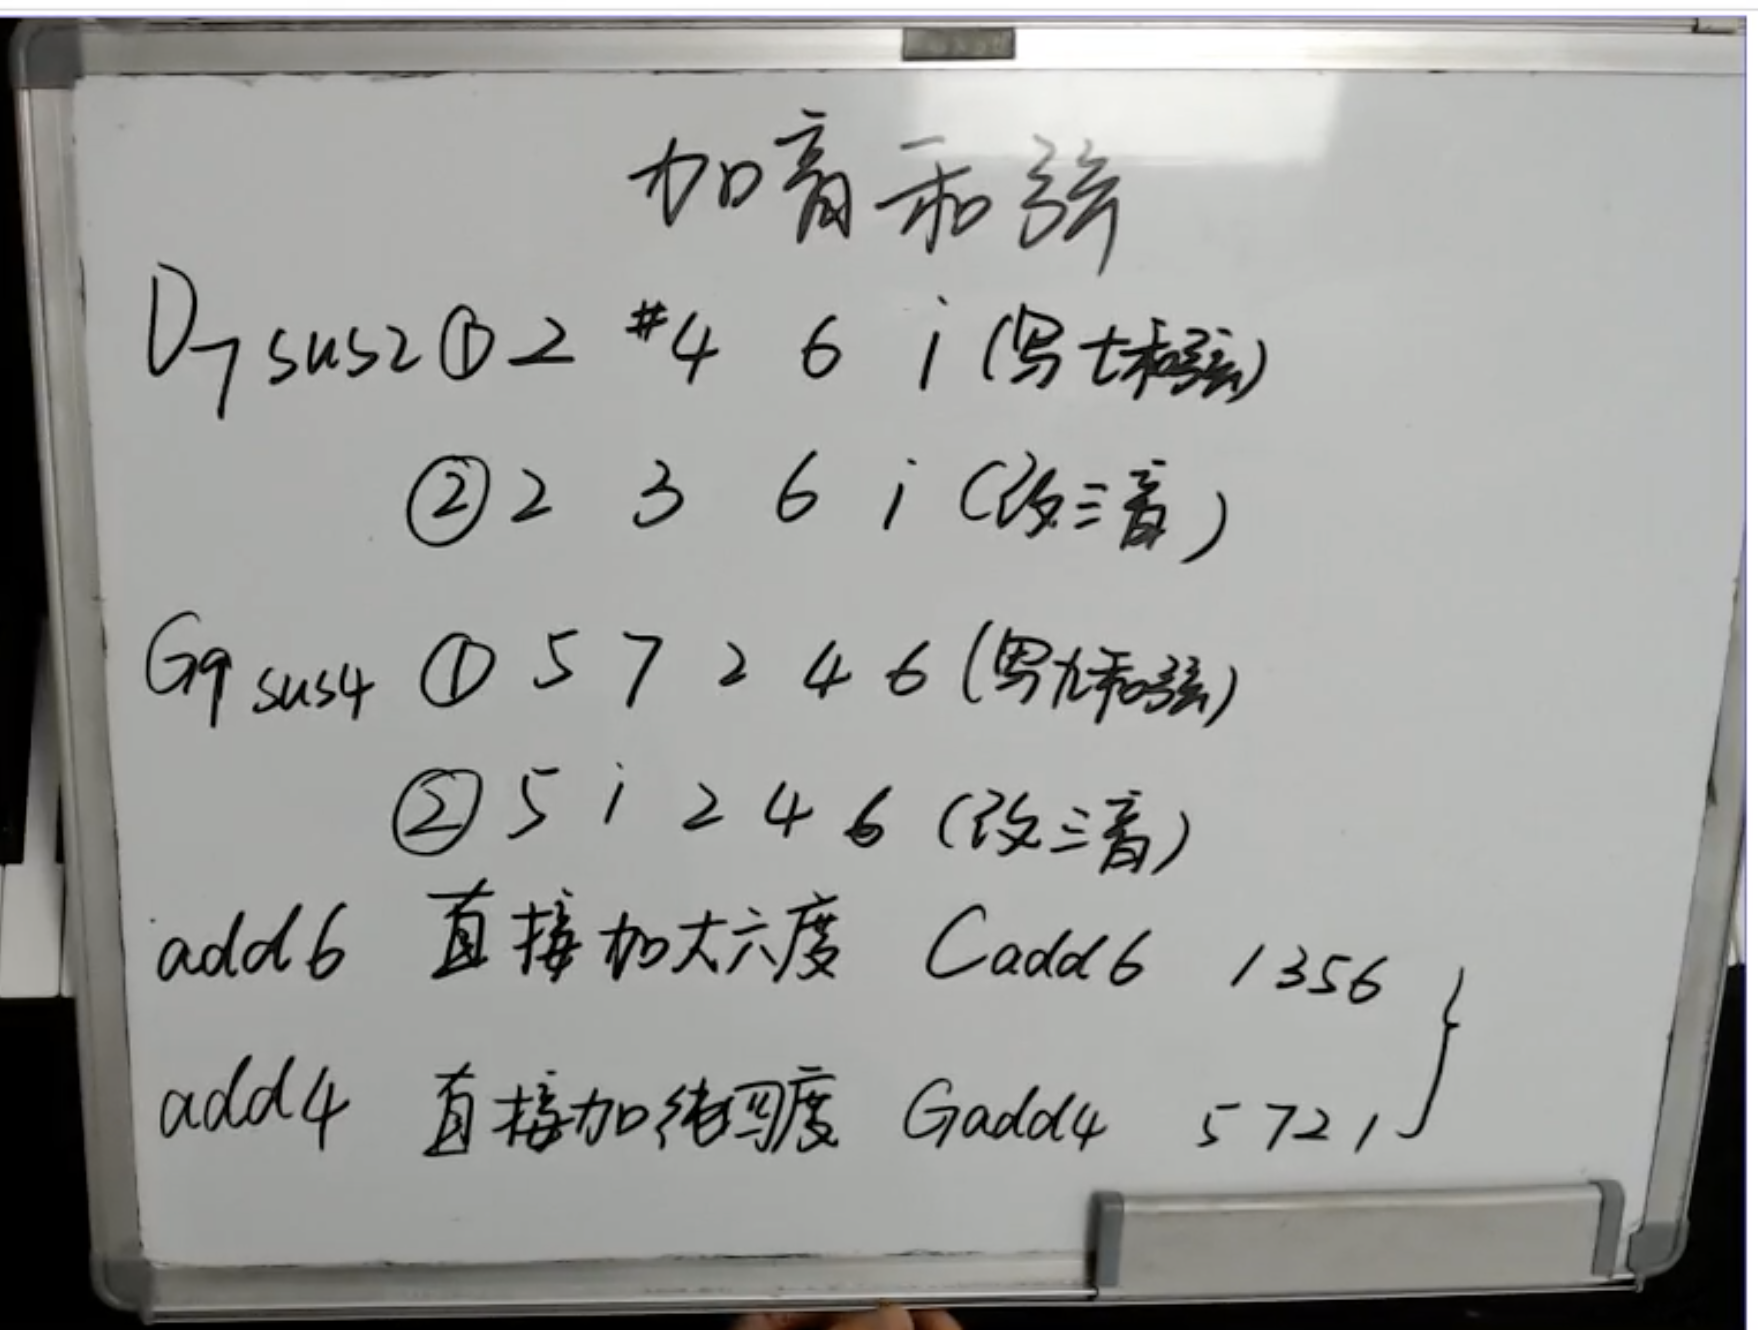 加音和弦
D7sus2 ① 2 #4 6 i (写七和弦)
② 2 3 6 i (改三音)
G9sus4 ① 5 7 2 4 6 (写九和弦)
② 5 i 2 4 6 (改三音)
add6 直接加大六度 Cadd6 1356
add4 直接加纯四度 Gadd4 5721